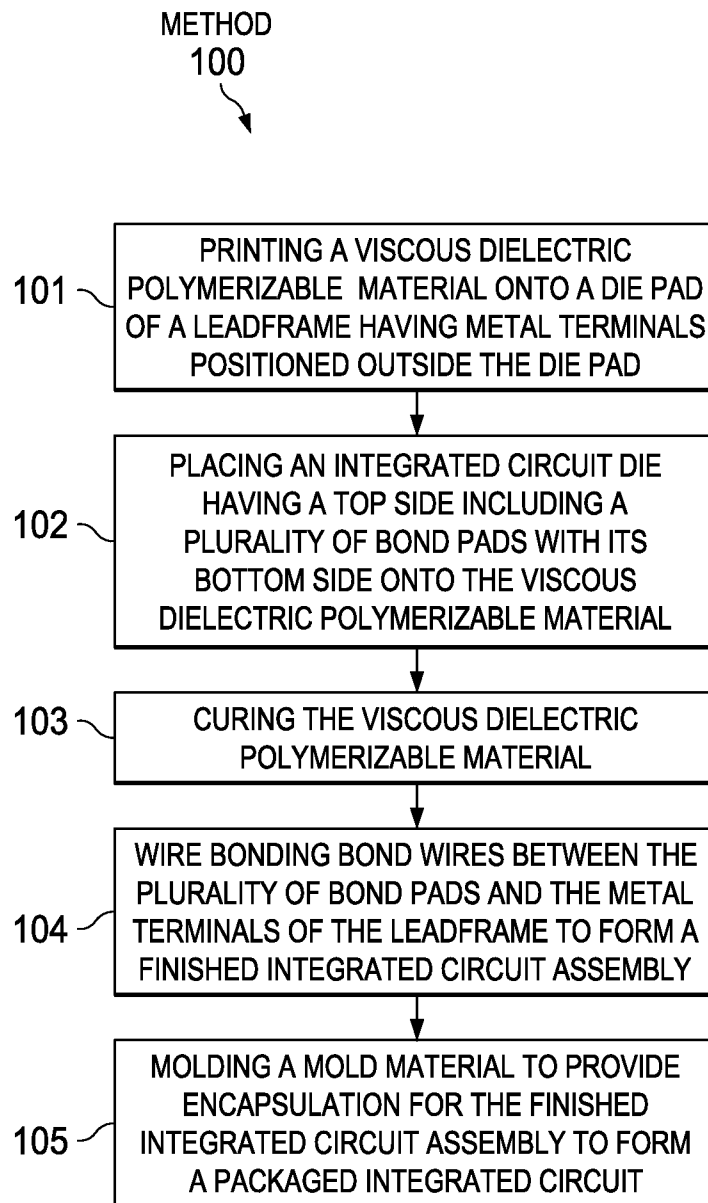 METHOD
100
101
PRINTING A VISCOUS DIELECTRIC
POLYMERIZABLE MATERIAL ONTO A DIE PAD
OF A LEADFRAME HAVING METAL TERMINALS
POSITIONED OUTSIDE THE DIE PAD
102
PLACING AN INTEGRATED CIRCUIT DIE
HAVING A TOP SIDE INCLUDING A
PLURALITY OF BOND PADS WITH ITS
BOTTOM SIDE ONTO THE VISCOUS
DIELECTRIC POLYMERIZABLE MATERIAL
103
CURING THE VISCOUS DIELECTRIC
POLYMERIZABLE MATERIAL
104
WIRE BONDING BOND WIRES BETWEEN THE
PLURALITY OF BOND PADS AND THE METAL
TERMINALS OF THE LEADFRAME TO FORM A
FINISHED INTEGRATED CIRCUIT ASSEMBLY
105
MOLDING A MOLD MATERIAL TO PROVIDE
ENCAPSULATION FOR THE FINISHED
INTEGRATED CIRCUIT ASSEMBLY TO FORM
A PACKAGED INTEGRATED CIRCUIT